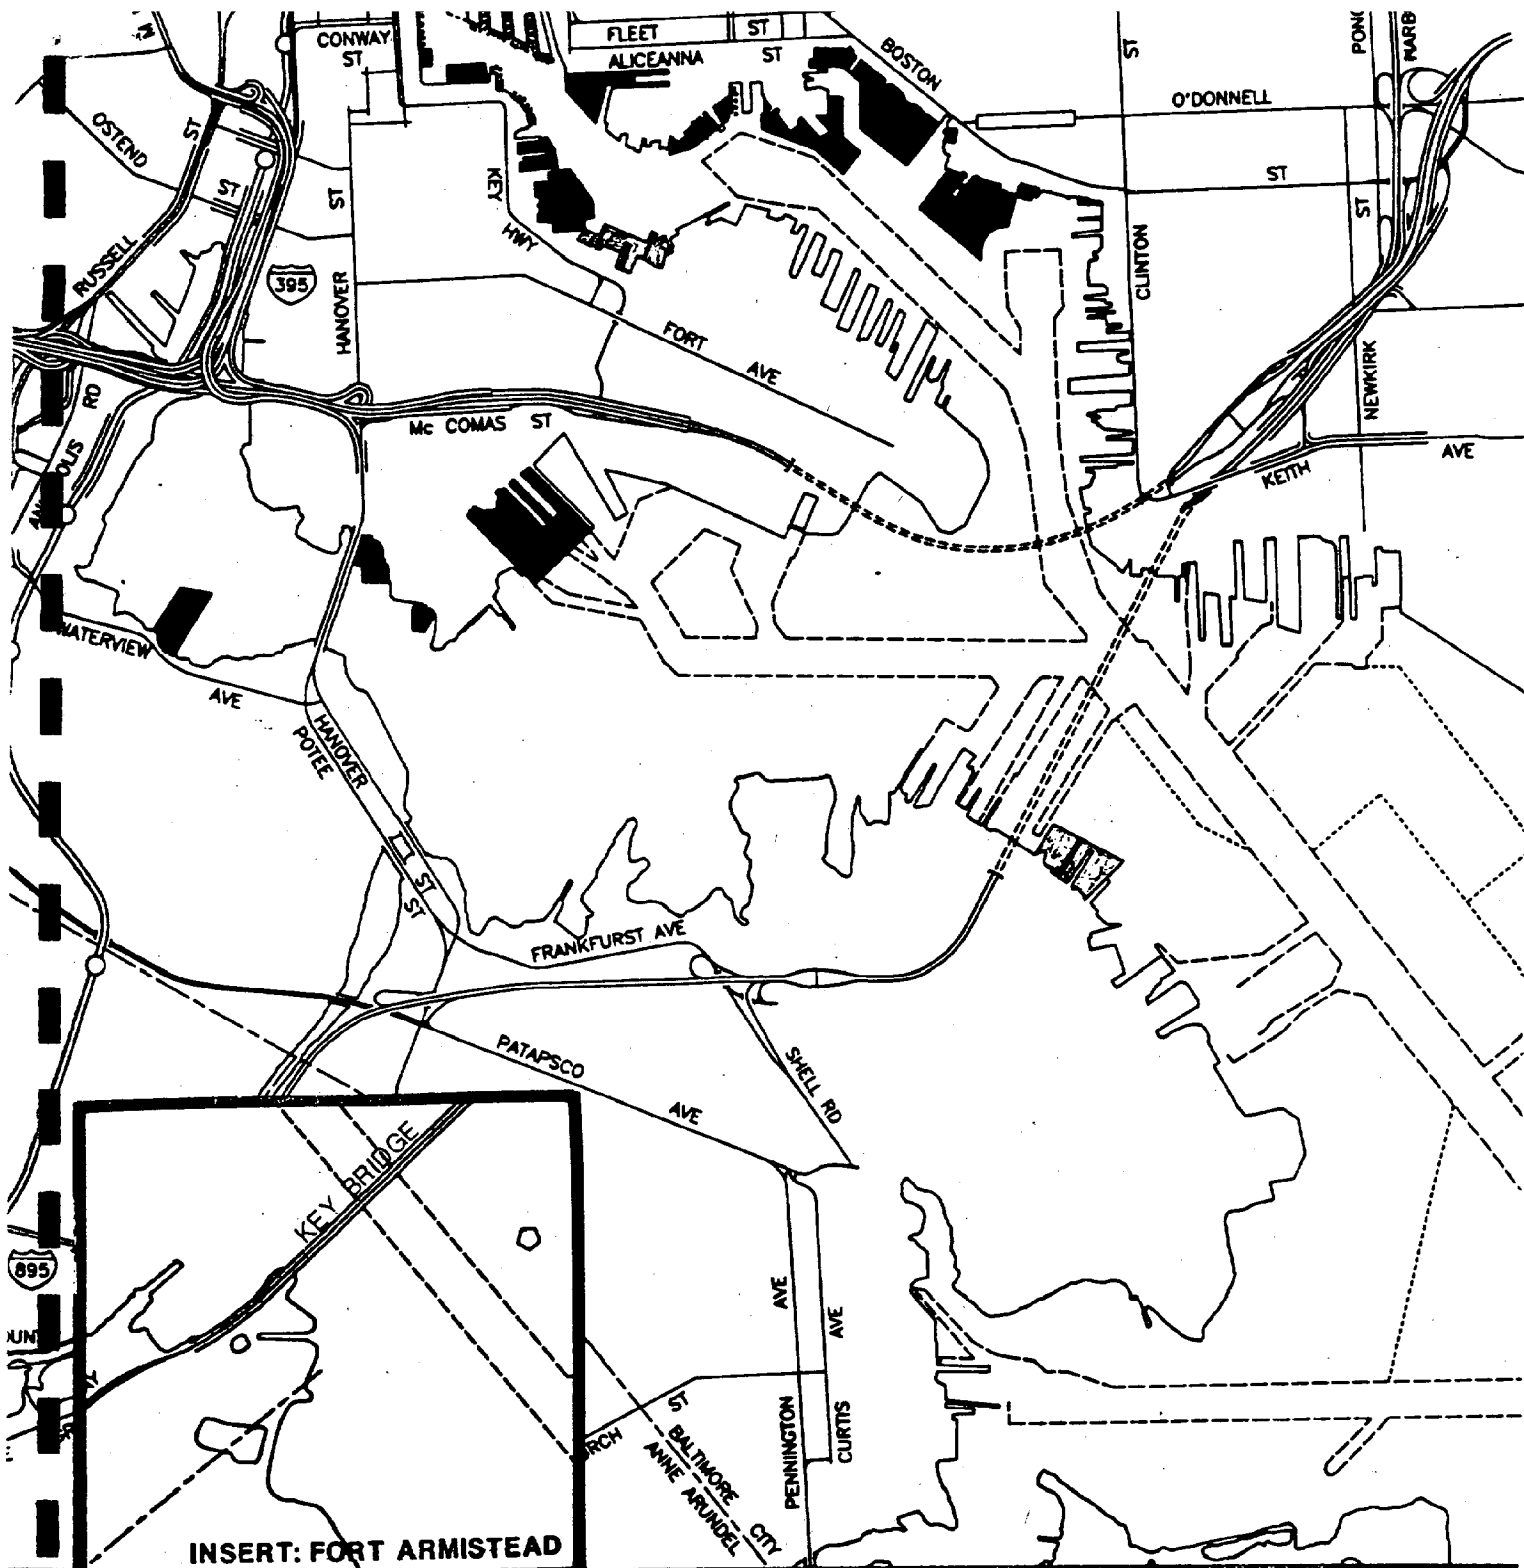 CONWAY
ST
FLEET
ST
ALICEANNA
ST
BOSTON
ST
O'DONNELL
ST
OSTEND
ST
ST
RUSSELL
395
ST
HANOVER
KEY
HWY
FORT
AVE
Mc COMAS ST
CLINTON
ST
NEWKIRK
KEITH
AVE
RD
WATERVIEW
AVE
HANOVER
POTEE
ST
ST
FRANKFURST AVE
PATAPSCO
AVE
SHELL RD
KEY BRIDGE
895
AVE
AVE
PENNINGTON
CURTIS
ST
BALTIMORE
CITY
ANNE ARUNDEL
INSERT: FORT ARMISTEAD